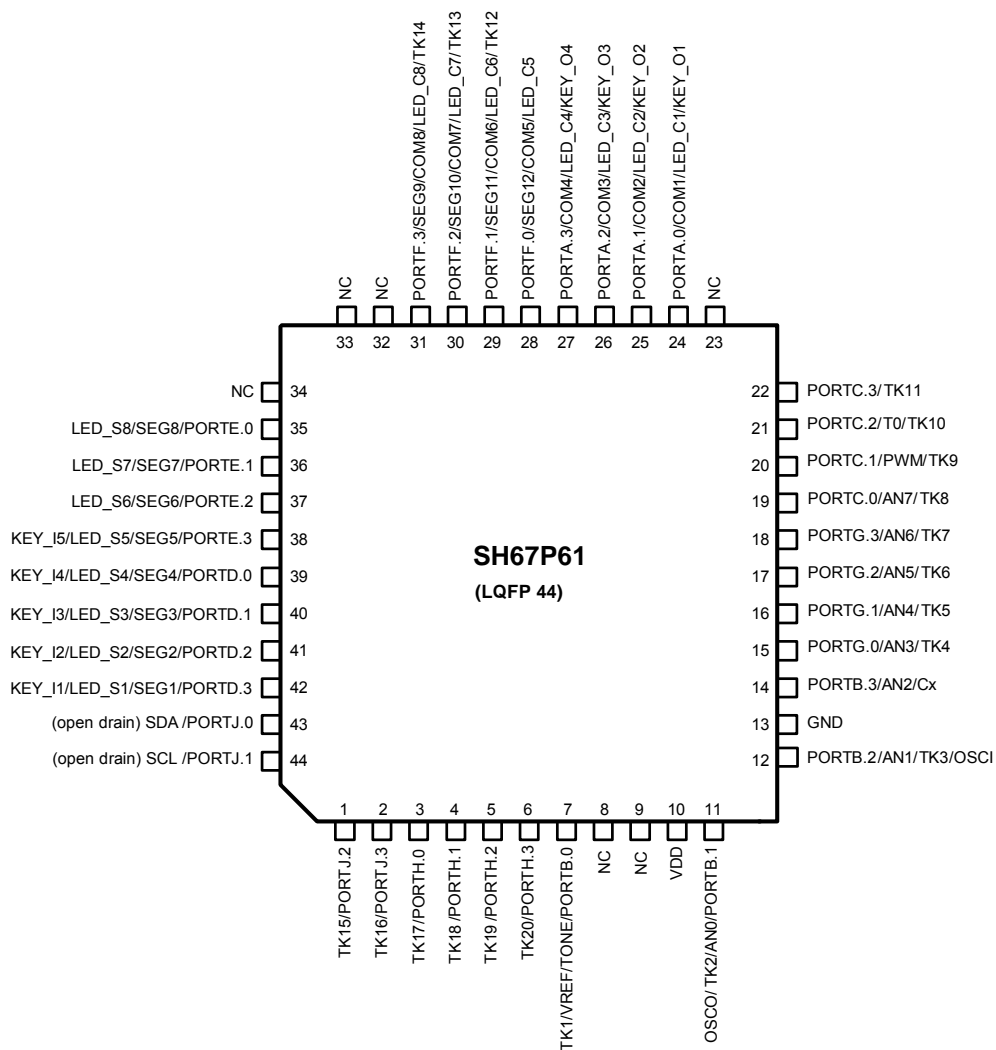 PORTF.3/SEG9/COM8/LED_C8/TK14
PORTF.2/SEG10/COM7/LED_C7/TK13
PORTF.1/SEG11/COM6/LED_C6/TK12
PORTF.0/SEG12/COM5/LED_C5
PORTA.3/COM4/LED_C4/KEY_O4
PORTA.2/COM3/LED_C3/KEY_O3
PORTA.1/COM2/LED_C2/KEY_O2
PORTA.0/COM1/LED_C1/KEY_O1
NC
NC
NC
33 32 31 30 29 28 27 26 25 24 23
NC 34
LED_S8/SEG8/PORTE.0 35
LED_S7/SEG7/PORTE.1 36
LED_S6/SEG6/PORTE.2 37
KEY_I5/LED_S5/SEG5/PORTE.3 38
KEY_I4/LED_S4/SEG4/PORTD.0 39
KEY_I3/LED_S3/SEG3/PORTD.1 40
KEY_I2/LED_S2/SEG2/PORTD.2 41
KEY_I1/LED_S1/SEG1/PORTD.3 42
(open drain) SDA /PORTJ.0 43
(open drain) SCL /PORTJ.1 44
SH67P61
(LQFP 44)
22 PORTC.3/TK11
21 PORTC.2/T0/TK10
20 PORTC.1/PWM/TK9
19 PORTC.0/AN7/TK8
18 PORTG.3/AN6/TK7
17 PORTG.2/AN5/TK6
16 PORTG.1/AN4/TK5
15 PORTG.0/AN3/TK4
14 PORTB.3/AN2/Cx
13 GND
12 PORTB.2/AN1/TK3/OSCI
1 2 3 4 5 6 7 8 9 10 11
TK15/PORTJ.2
TK16/PORTJ.3
TK17/PORTH.0
TK18/PORTH.1
TK19/PORTH.2
TK20/PORTH.3
TK1/VREF/TONE/PORTB.0
NC
NC
VDD
OSCO/ TK2/AN0/PORTB.1